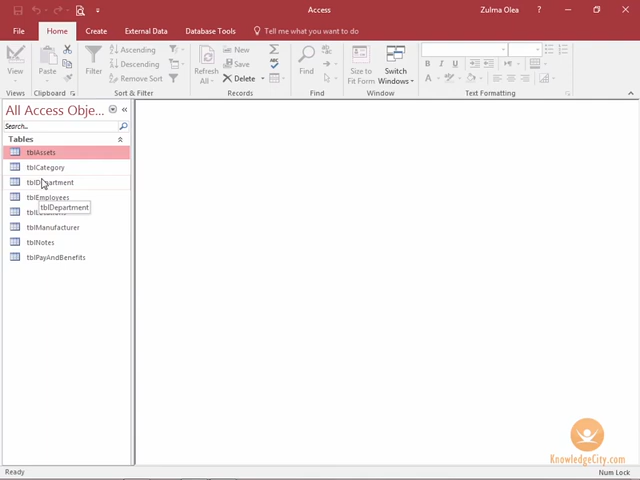 Access
Zulma Olea
?
File
Home
Create
External Data
Database Tools
Tell me what you want to do
View
Paste
Filter
Ascending
Descending
Remove Sort
Refresh All
New
Save
Delete
Find
Size to Fit Form
Switch Windows
B I U
A
Views
Clipboard
Sort & Filter
Records
Find
Window
Text Formatting
All Access Obje...
Search...
Tables
tblAssets
tblCategory
tblDepartment
tblEmployees
tblDepartment
tblManufacturer
tblNotes
tblPayAndBenefits
KnowledgeCity.com
Ready
Num Lock